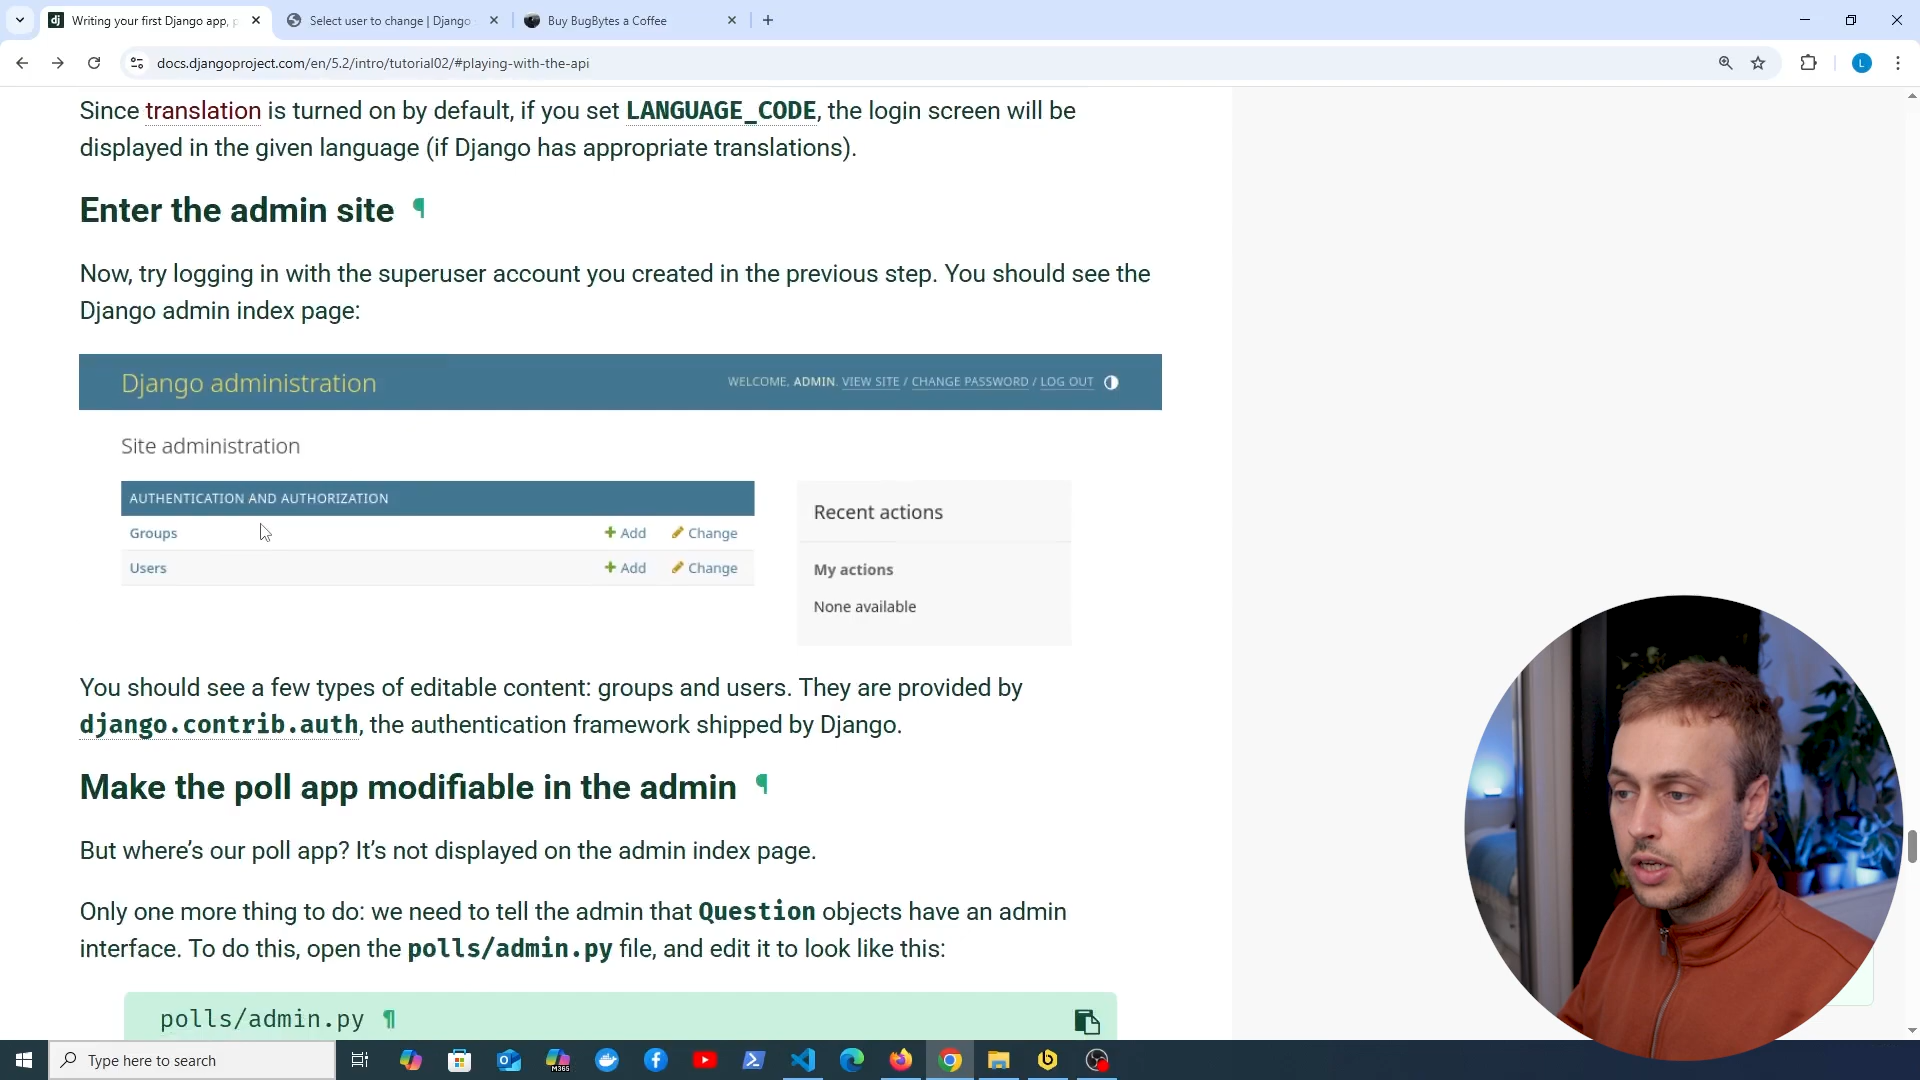 Writing your first Django app, p
Select user to change | Django s
Buy BugBytes a Coffee
docs.djangoproject.com/en/5.2/intro/tutorial02/#playing-with-the-api
L
Since translation is turned on by default, if you set LANGUAGE_CODE, the login screen will be
displayed in the given language (if Django has appropriate translations).
Enter the admin site ¶
Now, try logging in with the superuser account you created in the previous step. You should see the
Django admin index page:
Django administration
WELCOME, ADMIN. VIEW SITE / CHANGE PASSWORD / LOG OUT
Site administration
AUTHENTICATION AND AUTHORIZATION
Groups + Add Change
Users + Add Change
Recent actions
My actions
None available
You should see a few types of editable content: groups and users. They are provided by
django.contrib.auth, the authentication framework shipped by Django.
Make the poll app modifiable in the admin ¶
But where’s our poll app? It’s not displayed on the admin index page.
Only one more thing to do: we need to tell the admin that Question objects have an admin
interface. To do this, open the polls/admin.py file, and edit it to look like this:
polls/admin.py ¶
Type here to search
M365